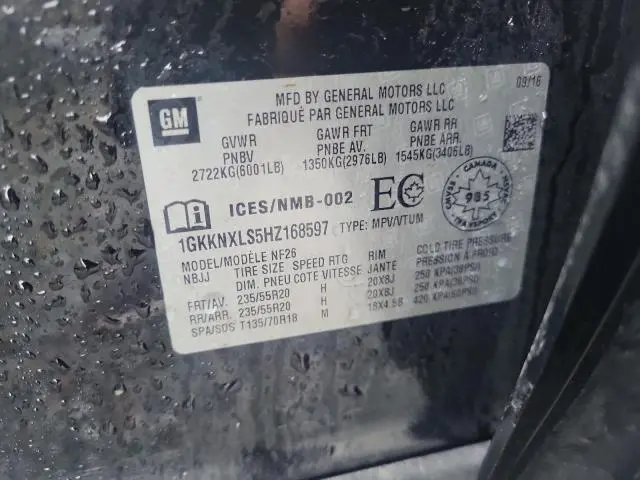 GM
MFD BY GENERAL MOTORS LLC 09/16
FABRIQUÉ PAR GENERAL MOTORS LLC
GVWR GAWR FRT GAWR RR
PNBV PNBE AV. PNBE ARR.
2722KG(6001LB) 1350KG(2976LB) 1545KG(3406LB)
ICES/NMB-002 EC
CANADA
985
1GKKNXLS5HZ168597 TYPE: MPV/VTUM
MODEL/MODÈLE NF26
NBJJ TIRE SIZE SPEED RTG RIM COLD TIRE PRESSURE
DIM. PNEU COTE VITESSE JANTE PRESSION À FROID
FRT/AV. 235/55R20 H 20X8J 250 KPA(36PSI)
RR/ARR. 235/55R20 H 20X8J 250 KPA(36PSI)
SPA/SDS T135/70R18 M 18X4.5B 420 KPA(60PSI)